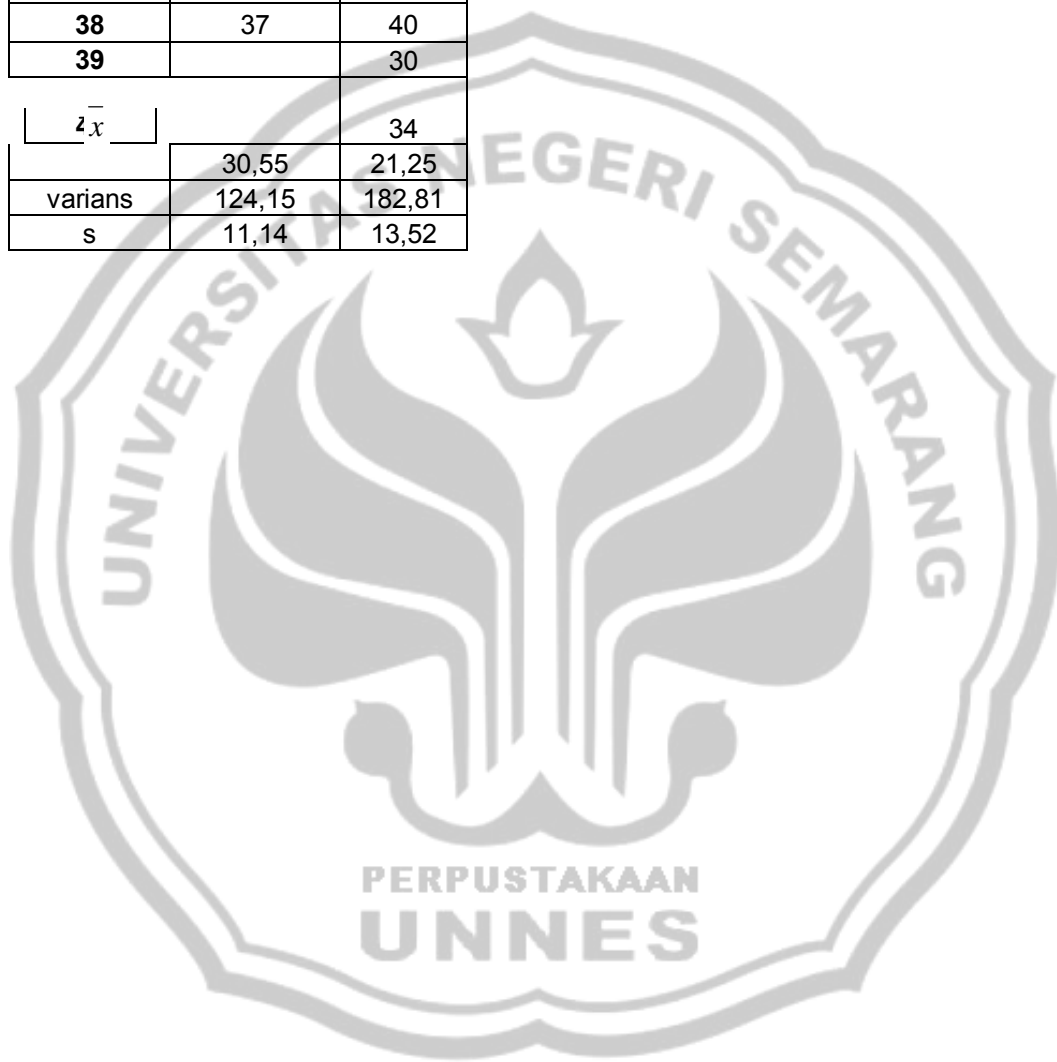 38 37 40
39 30
x̄ 34
30,55 21,25
varians 124,15 182,81
s 11,14 13,52
UNIVERSITAS NEGERI SEMARANG
PERPUSTAKAAN
UNNES